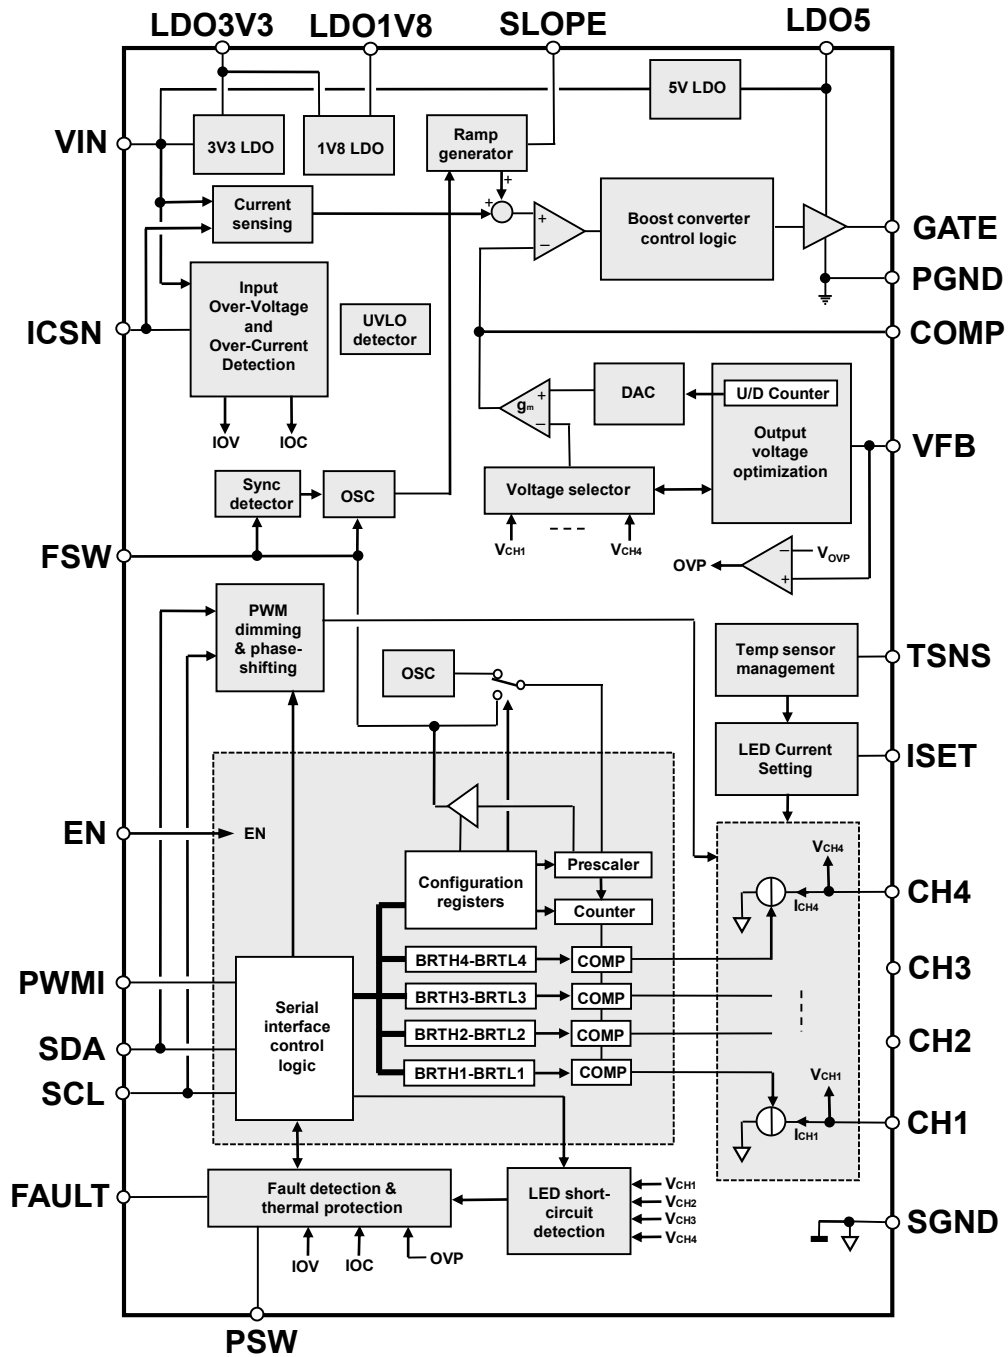 LDO3V3
LDO1V8
SLOPE
LDO5
VIN
3V3 LDO
1V8 LDO
Ramp
generator
5V LDO
+
+
Current
sensing
+
–
Boost converter
control logic
GATE
PGND
ICSN
Input
Over-Voltage
and
Over-Current
Detection
UVLO
detector
COMP
IOV
IOC
gm
+
–
DAC
U/D Counter
Output
voltage
optimization
VFB
Sync
detector
OSC
Voltage selector
VCH1
VCH4
FSW
OVP
–
+
VOVP
PWM
dimming
& phase-
shifting
OSC
Temp sensor
management
TSNS
LED Current
Setting
ISET
EN
EN
Configuration
registers
Prescaler
Counter
VCH4
ICH4
CH4
BRTH4-BRTL4
COMP
PWMI
Serial
interface
control
logic
BRTH3-BRTL3
COMP
CH3
BRTH2-BRTL2
COMP
CH2
SDA
BRTH1-BRTL1
COMP
VCH1
ICH1
CH1
SCL
FAULT
Fault detection &
thermal protection
LED short-
circuit
detection
VCH1
VCH2
VCH3
VCH4
SGND
IOV
IOC
OVP
PSW